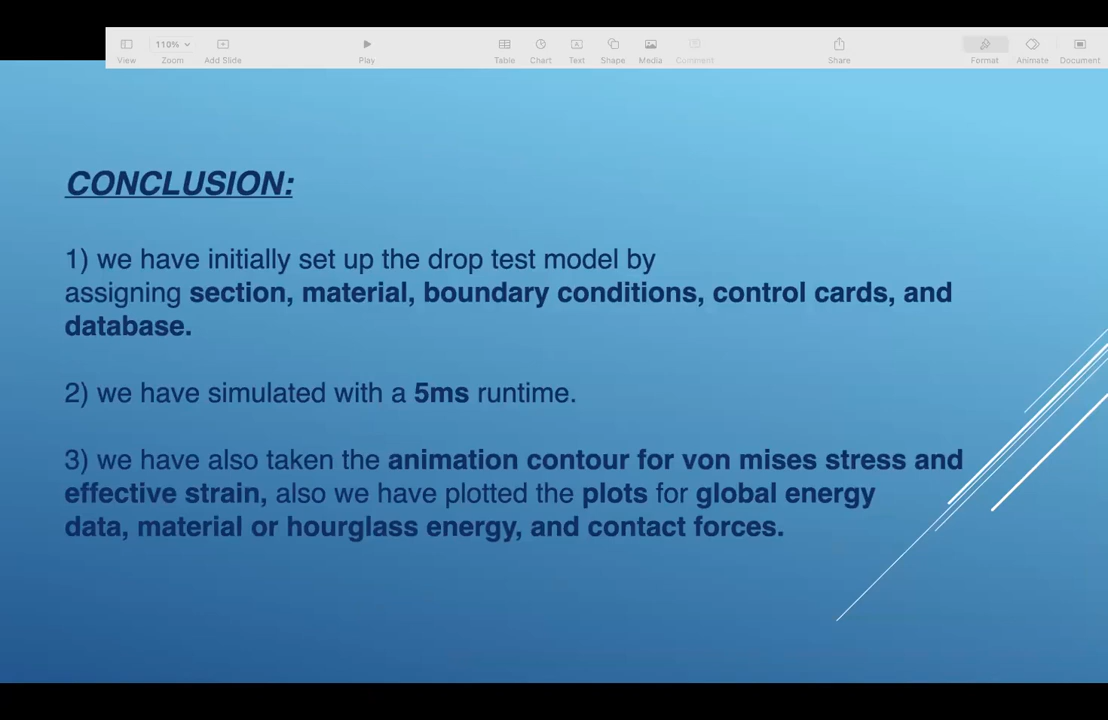 110%
View Zoom Add Slide Play Table Chart Text Shape Media Comment Share Format Animate Document
CONCLUSION:
1) we have initially set up the drop test model by
assigning section, material, boundary conditions, control cards, and
database.
2) we have simulated with a 5ms runtime.
3) we have also taken the animation contour for von mises stress and
effective strain, also we have plotted the plots for global energy
data, material or hourglass energy, and contact forces.